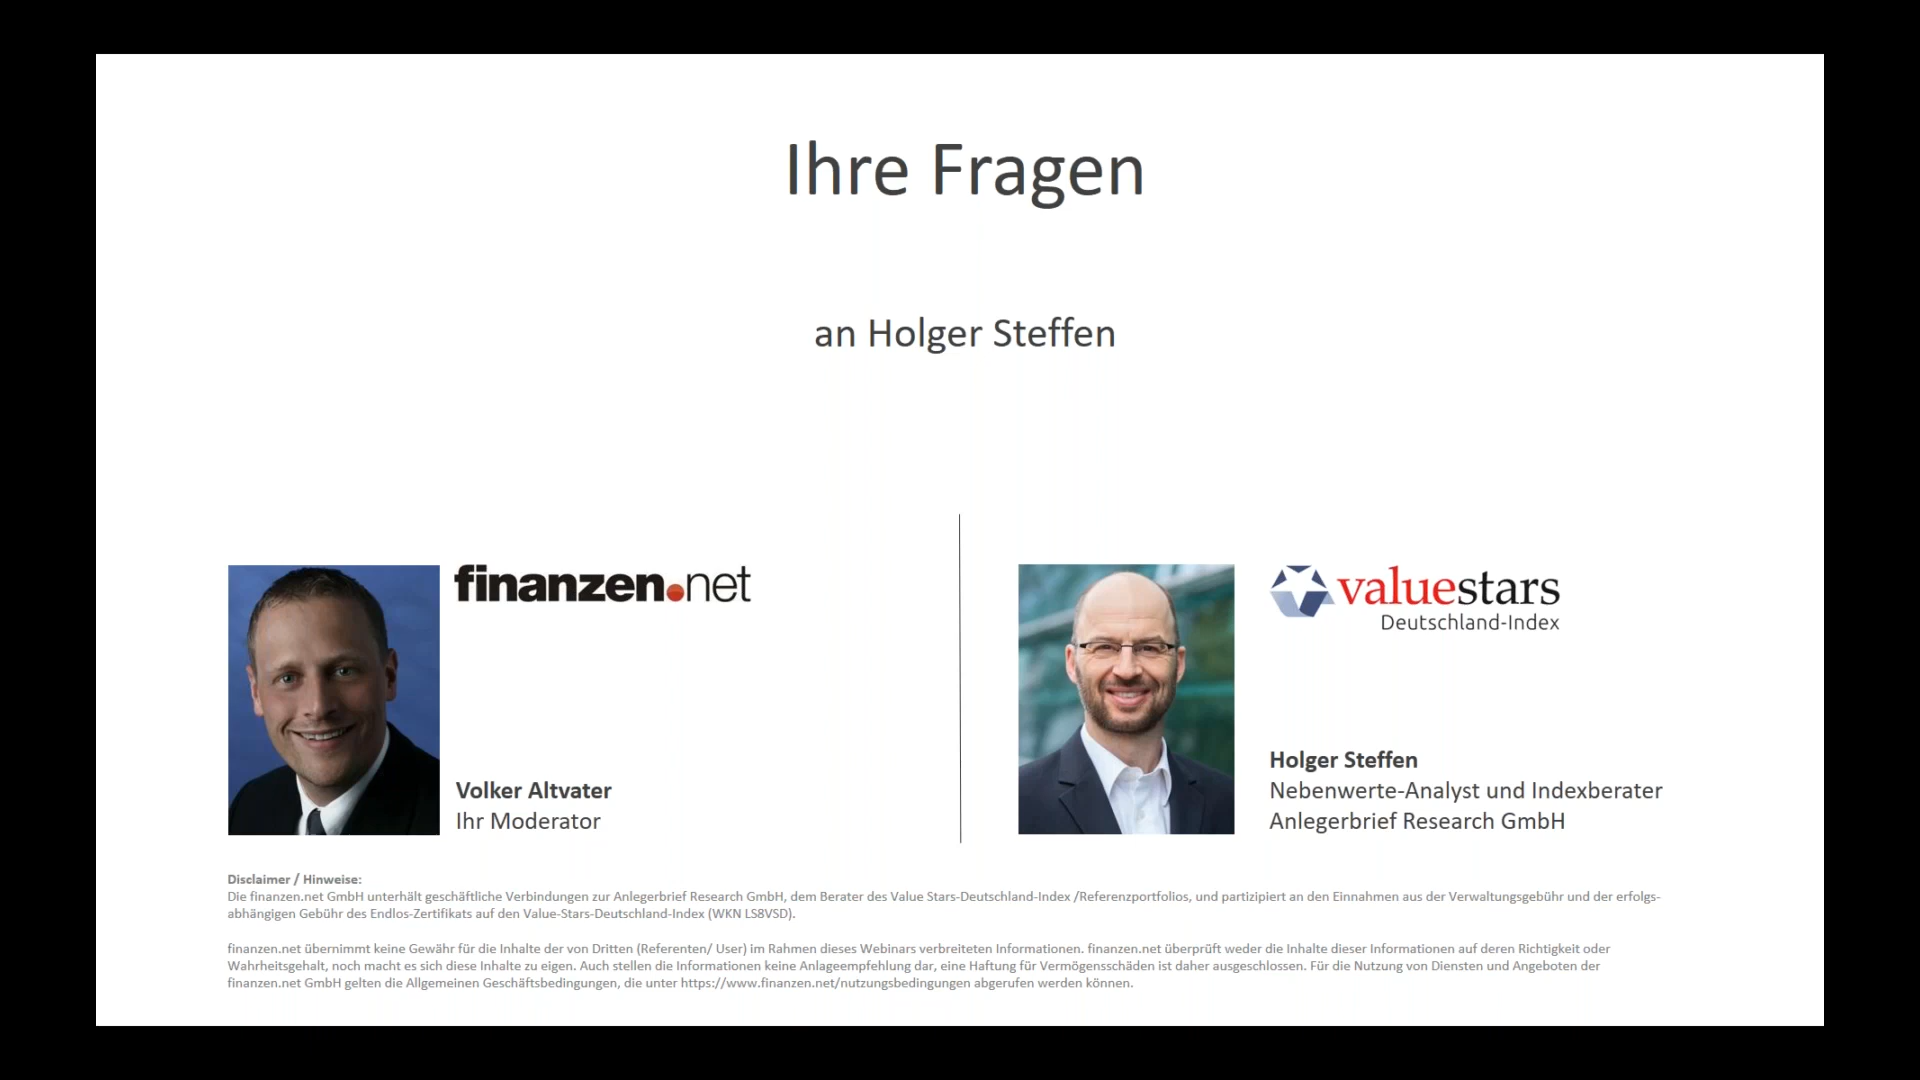 Ihre Fragen
an Holger Steffen
finanzen.net
Volker Altvater
Ihr Moderator
valuestars
Deutschland-Index
Holger Steffen
Nebenwerte-Analyst und Indexberater
Anlegerbrief Research GmbH
Disclaimer / Hinweise:
Die finanzen.net GmbH unterhält geschäftliche Verbindungen zur Anlegerbrief Research GmbH, dem Berater des Value Stars-Deutschland-Index /Referenzportfolios, und partizipiert an den Einnahmen aus der Verwaltungsgebühr und der erfolgs-
abhängigen Gebühr des Endlos-Zertifikats auf den Value-Stars-Deutschland-Index (WKN LS8VSD).
finanzen.net übernimmt keine Gewähr für die Inhalte der von Dritten (Referenten/ User) im Rahmen dieses Webinars verbreiteten Informationen. finanzen.net überprüft weder die Inhalte dieser Informationen auf deren Richtigkeit oder
Wahrheitsgehalt, noch macht es sich diese Inhalte zu eigen. Auch stellen die Informationen keine Anlageempfehlung dar, eine Haftung für Vermögensschäden ist daher ausgeschlossen. Für die Nutzung von Diensten und Angeboten der
finanzen.net GmbH gelten die Allgemeinen Geschäftsbedingungen, die unter https://www.finanzen.net/nutzungsbedingungen abgerufen werden können.